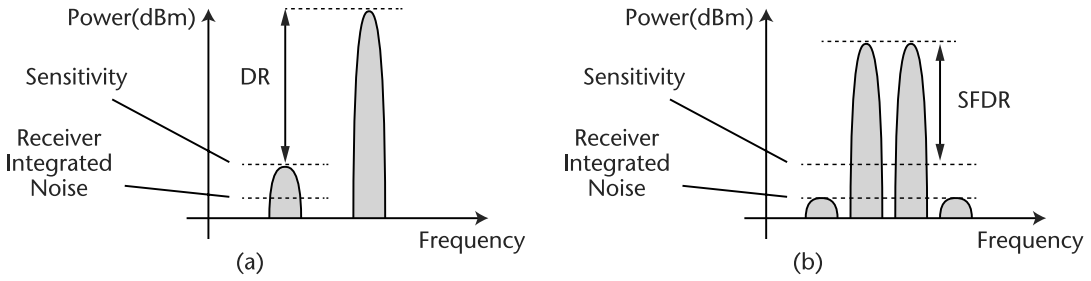 Power(dBm)
DR
Sensitivity
Receiver
Integrated
Noise
Frequency
(a)
Power(dBm)
Sensitivity
SFDR
Receiver
Integrated
Noise
Frequency
(b)